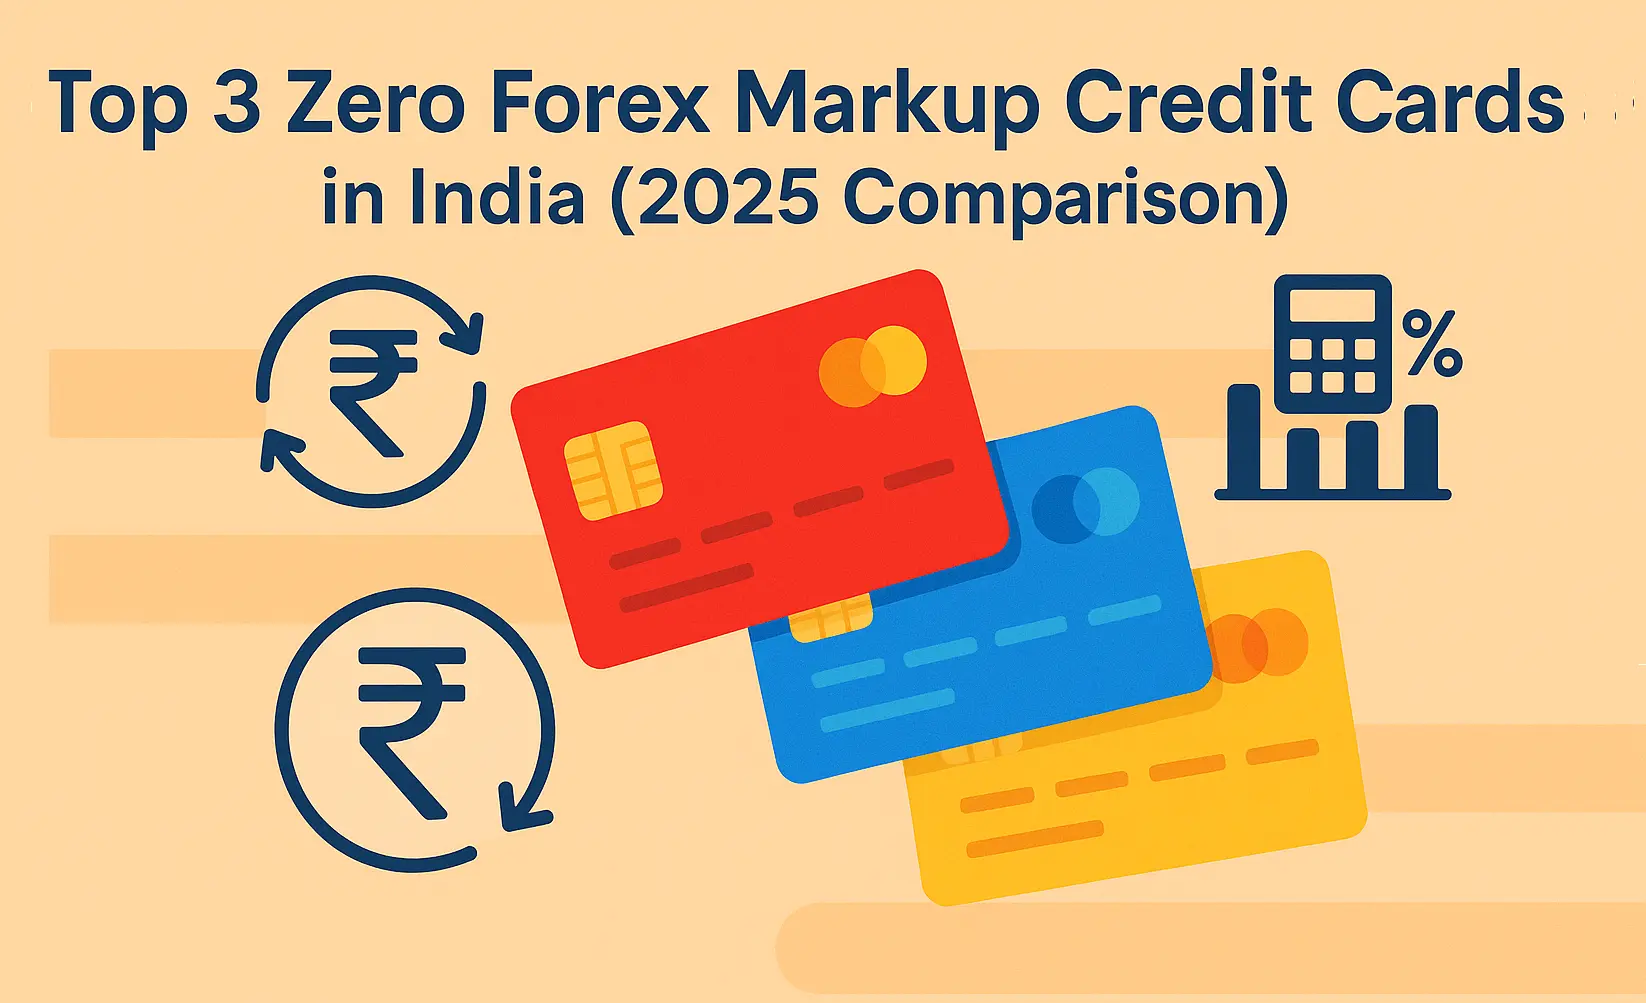 Top 3 Zero Forex Markup Credit Cards
in India (2025 Comparison)
₹
%
₹